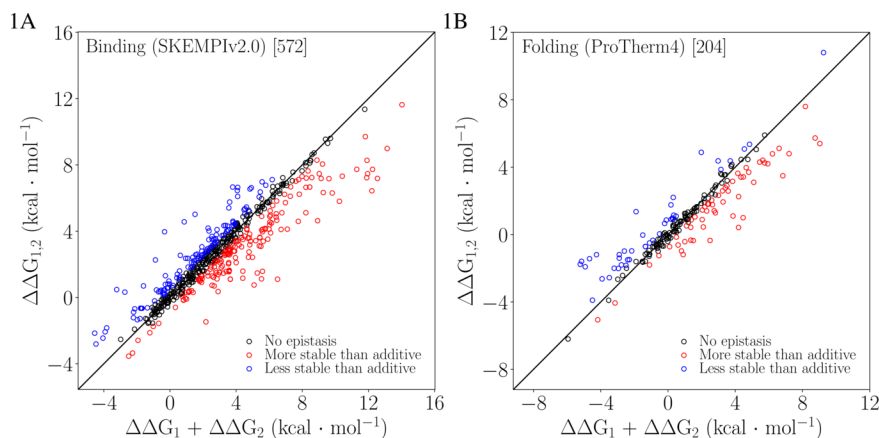 1A
Binding (SKEMPIv2.0) [572]
16
12
8
4
0
−4
ΔΔG₁,₂ (kcal · mol⁻¹)
No epistasis
More stable than additive
Less stable than additive
−4 0 4 8 12 16
ΔΔG₁ + ΔΔG₂ (kcal · mol⁻¹)
1B
Folding (ProTherm4) [204]
12
8
4
0
−4
−8
ΔΔG₁,₂ (kcal · mol⁻¹)
No epistasis
More stable than additive
Less stable than additive
−8 −4 0 4 8 12
ΔΔG₁ + ΔΔG₂ (kcal · mol⁻¹)